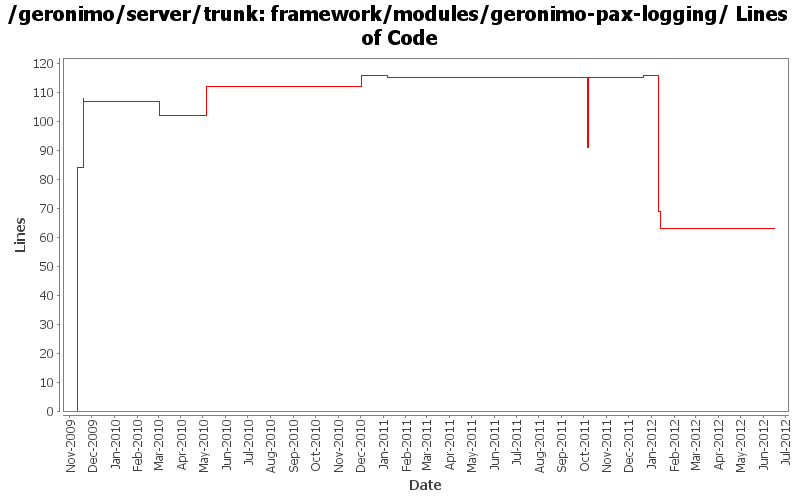 /geronimo/server/trunk: framework/modules/geronimo-pax-logging/ Lines
of Code
120
110
100
90
80
70
60
50
40
30
20
10
0
Lines
Nov-2009
Dec-2009
Jan-2010
Feb-2010
Mar-2010
Apr-2010
May-2010
Jun-2010
Jul-2010
Aug-2010
Sep-2010
Oct-2010
Nov-2010
Dec-2010
Jan-2011
Feb-2011
Mar-2011
Apr-2011
May-2011
Jun-2011
Jul-2011
Aug-2011
Sep-2011
Oct-2011
Nov-2011
Dec-2011
Jan-2012
Feb-2012
Mar-2012
Apr-2012
May-2012
Jun-2012
Jul-2012
Date